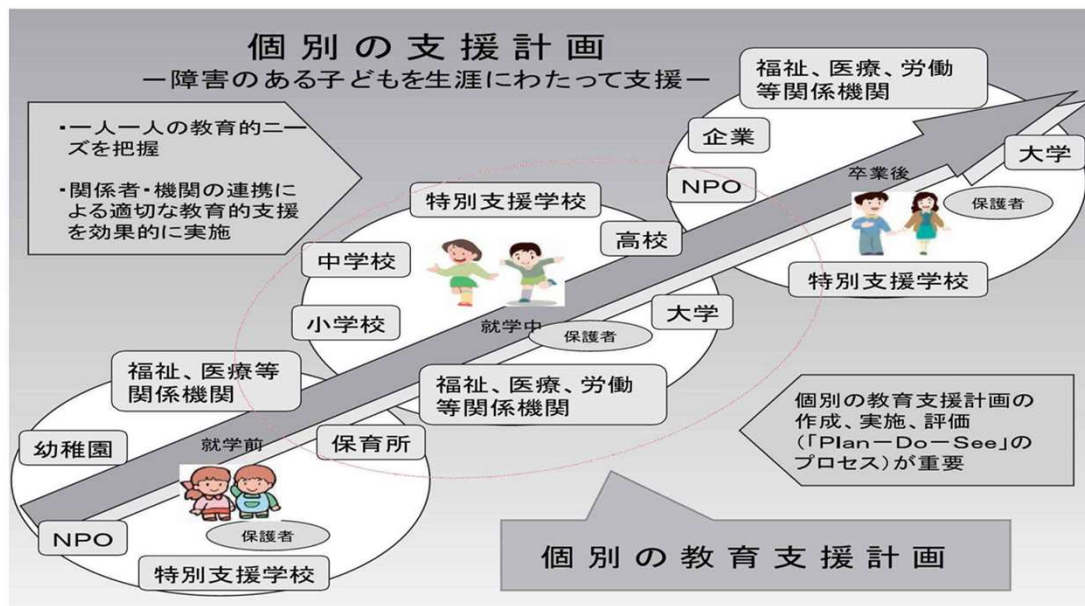 個別の支援計画
－障害のある子どもを生涯にわたって支援－
・一人一人の教育的ニー
ズを把握
・関係者・機関の連携に
よる適切な教育的支援
を効果的に実施
福祉、医療、労働
等関係機関
企業
大学
NPO
卒業後
保護者
特別支援学校
特別支援学校
中学校
高校
小学校
就学中
保護者
大学
福祉、医療、労働
等関係機関
福祉、医療等
関係機関
幼稚園
就学前
保育所
NPO
保護者
特別支援学校
個別の教育支援計画の
作成、実施、評価
(「Plan－Do－See」の
プロセス)が重要
個別の教育支援計画